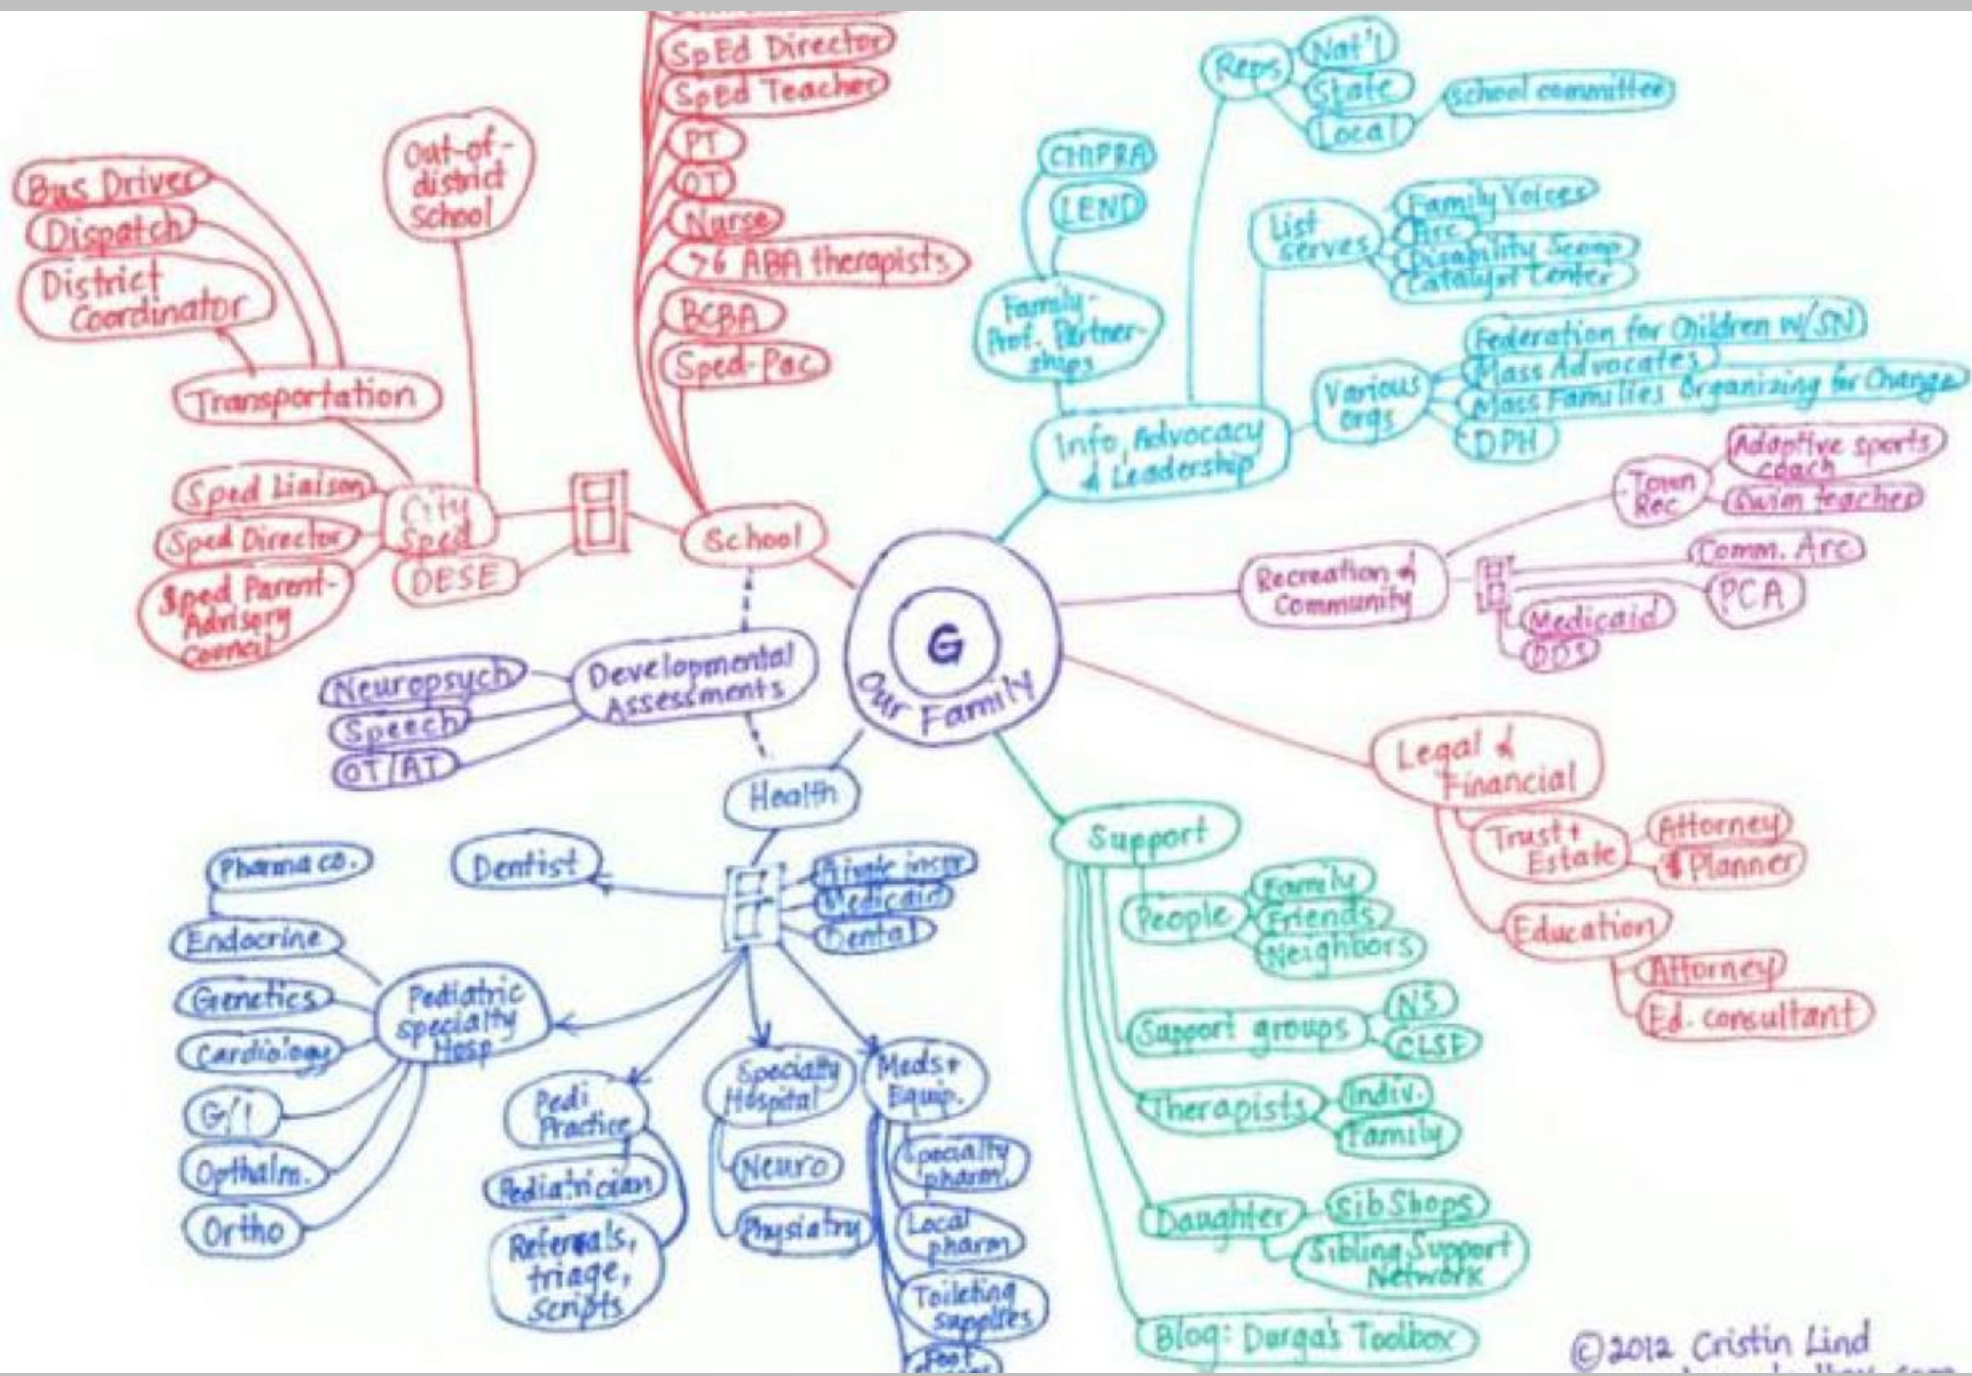 SpEd Director
SpEd Teacher
PT
OT
Nurse
>6 ABA therapists
BCBA
Sped-Pac
Out-of-
district
School
Bus Driver
Dispatch
District
Coordinator
Transportation
Sped Liaison
Sped Director
$ped Parent-
Advisory
Council
City
Sped
DESE
School
Reps
Nat'l
State
Local
school committee
CHIPRA
LEND
Family-
Prof. Partner-
ships
List
serves
Family Voices
Arc
Disability Scoop
Catalyst Center
Various
orgs
Federation for Children w/SN
Mass Advocates
Mass Families Organizing for Change
DPH
Info, Advocacy
& Leadership
Town
Rec
Adaptive sports
coach
Swim teacher
Recreation &
Community
Comm. Arc
PCA
Medicaid
DDS
G
Our Family
Developmental
Assessments
Neuropsych
Speech
OT/AT
Legal &
Financial
Trust +
Estate
Attorney
$ Planner
Education
Attorney
Ed. consultant
Health
Private insur
Medicaid
Dental
Dentist
Pharma co.
Endocrine
Genetics
Cardiology
G/I
Opthalm.
Ortho
Pediatric
specialty
Hosp
Pedi
Practice
Pediatrician
Referrals,
triage,
scripts
Specialty
Hospital
Neuro
Physiatry
Meds +
Equip.
Specialty
pharm.
Local
pharm
Toileting
supplies
Foot
Support
People
Family
Friends
Neighbors
Support groups
NS
CLSF
Therapists
Indiv.
Family
Daughter
SibShops
Sibling Support
Network
Blog: Durga's Toolbox
©2012 Cristin Lind